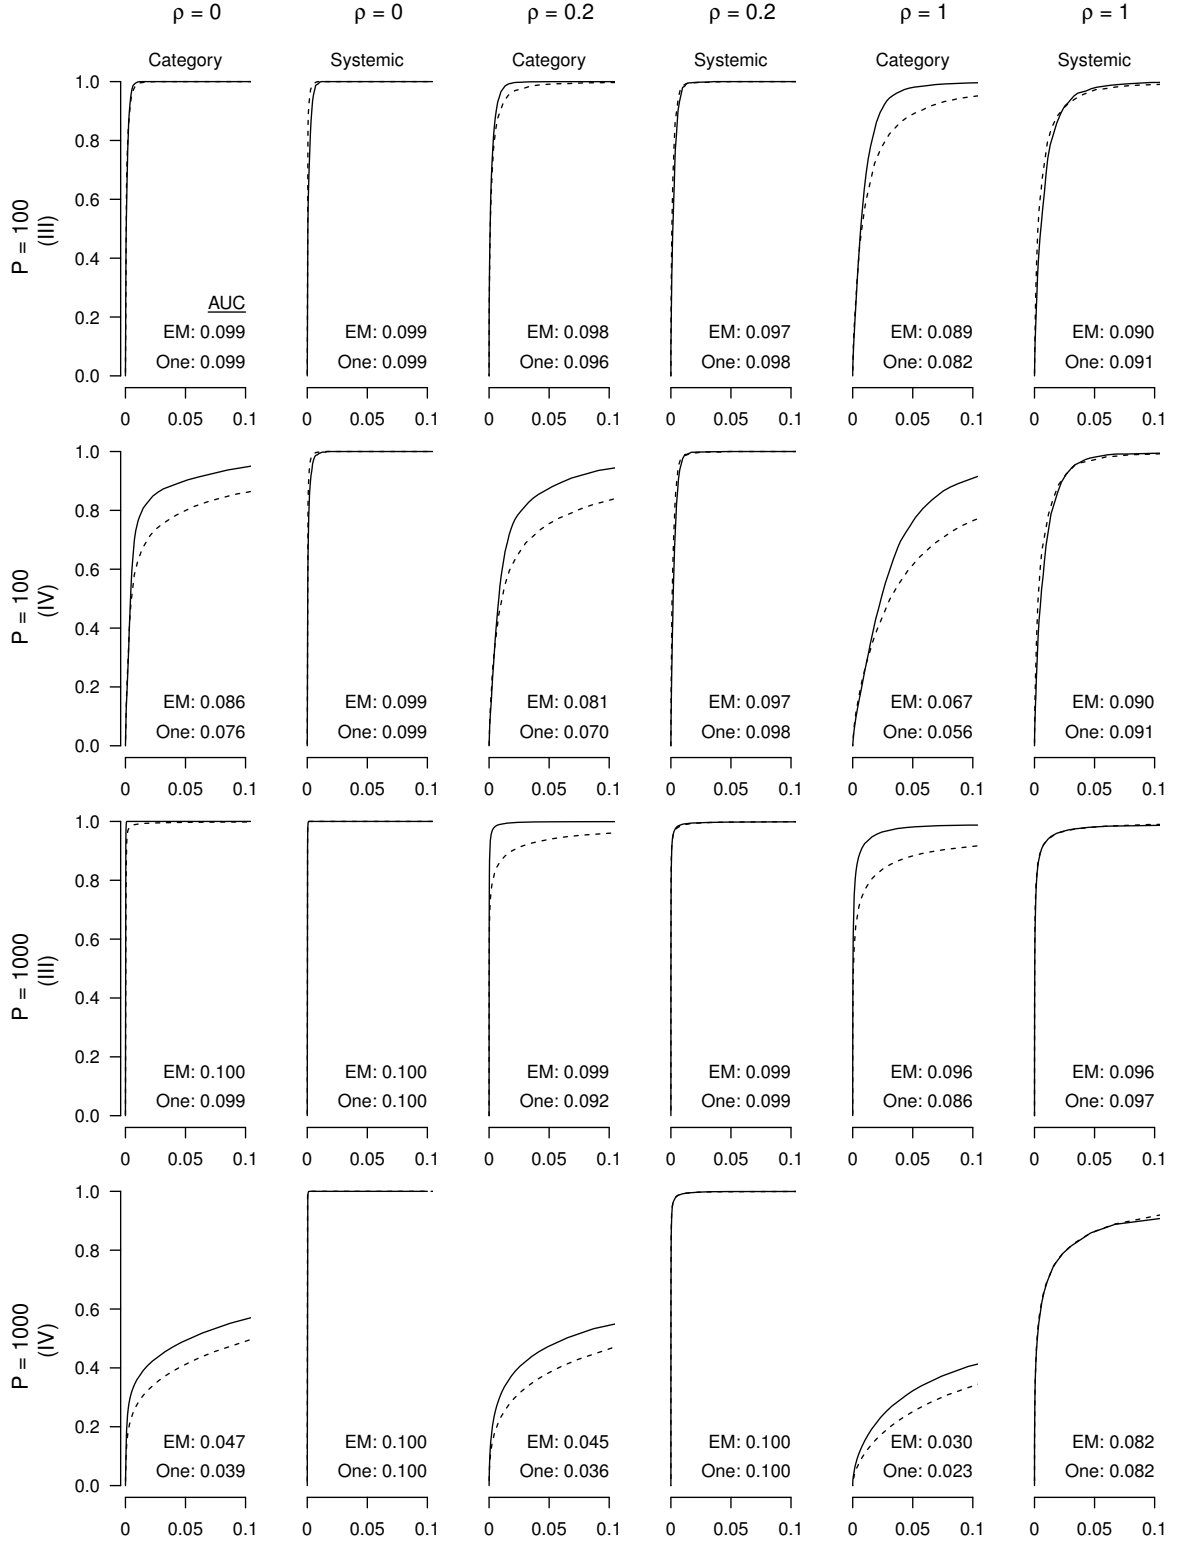 ρ = 0 ρ = 0 ρ = 0.2 ρ = 0.2 ρ = 1 ρ = 1
Category Systemic Category Systemic Category Systemic
P = 100
(III)
1.0
0.8
0.6
0.4
0.2
0.0
AUC
EM: 0.099 EM: 0.099 EM: 0.098 EM: 0.097 EM: 0.089 EM: 0.090
One: 0.099 One: 0.099 One: 0.096 One: 0.098 One: 0.082 One: 0.091
0 0.05 0.1 0 0.05 0.1 0 0.05 0.1 0 0.05 0.1 0 0.05 0.1 0 0.05 0.1
P = 100
(IV)
1.0
0.8
0.6
0.4
0.2
0.0
EM: 0.086 EM: 0.099 EM: 0.081 EM: 0.097 EM: 0.067 EM: 0.090
One: 0.076 One: 0.099 One: 0.070 One: 0.098 One: 0.056 One: 0.091
0 0.05 0.1 0 0.05 0.1 0 0.05 0.1 0 0.05 0.1 0 0.05 0.1 0 0.05 0.1
P = 1000
(III)
1.0
0.8
0.6
0.4
0.2
0.0
EM: 0.100 EM: 0.100 EM: 0.099 EM: 0.099 EM: 0.096 EM: 0.096
One: 0.099 One: 0.100 One: 0.092 One: 0.099 One: 0.086 One: 0.097
0 0.05 0.1 0 0.05 0.1 0 0.05 0.1 0 0.05 0.1 0 0.05 0.1 0 0.05 0.1
P = 1000
(IV)
1.0
0.8
0.6
0.4
0.2
0.0
EM: 0.047 EM: 0.100 EM: 0.045 EM: 0.100 EM: 0.030 EM: 0.082
One: 0.039 One: 0.100 One: 0.036 One: 0.100 One: 0.023 One: 0.082
0 0.05 0.1 0 0.05 0.1 0 0.05 0.1 0 0.05 0.1 0 0.05 0.1 0 0.05 0.1